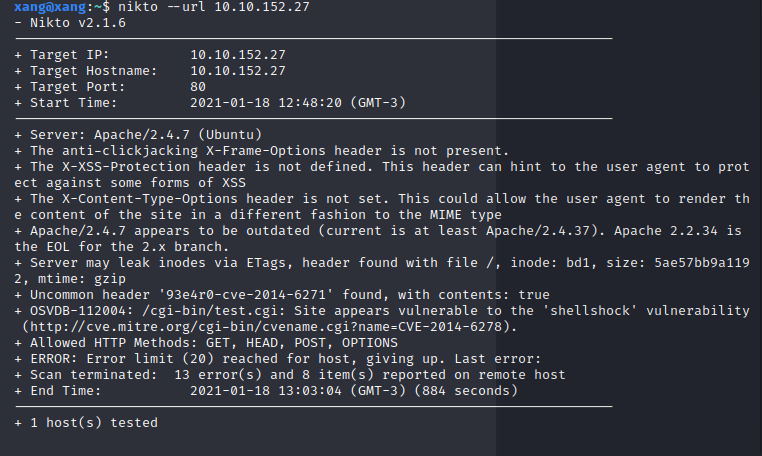 xang@xang:~$ nikto --url 10.10.152.27
- Nikto v2.1.6
---------------------------------------------------------------------------
+ Target IP:          10.10.152.27
+ Target Hostname:    10.10.152.27
+ Target Port:        80
+ Start Time:         2021-01-18 12:48:20 (GMT-3)
---------------------------------------------------------------------------
+ Server: Apache/2.4.7 (Ubuntu)
+ The anti-clickjacking X-Frame-Options header is not present.
+ The X-XSS-Protection header is not defined. This header can hint to the user agent to prot
ect against some forms of XSS
+ The X-Content-Type-Options header is not set. This could allow the user agent to render th
e content of the site in a different fashion to the MIME type
+ Apache/2.4.7 appears to be outdated (current is at least Apache/2.4.37). Apache 2.2.34 is
the EOL for the 2.x branch.
+ Server may leak inodes via ETags, header found with file /, inode: bd1, size: 5ae57bb9a119
2, mtime: gzip
+ Uncommon header '93e4r0-cve-2014-6271' found, with contents: true
+ OSVDB-112004: /cgi-bin/test.cgi: Site appears vulnerable to the 'shellshock' vulnerability
(http://cve.mitre.org/cgi-bin/cvename.cgi?name=CVE-2014-6278).
+ Allowed HTTP Methods: GET, HEAD, POST, OPTIONS
+ ERROR: Error limit (20) reached for host, giving up. Last error:
+ Scan terminated:  13 error(s) and 8 item(s) reported on remote host
+ End Time:           2021-01-18 13:03:04 (GMT-3) (884 seconds)
---------------------------------------------------------------------------
+ 1 host(s) tested